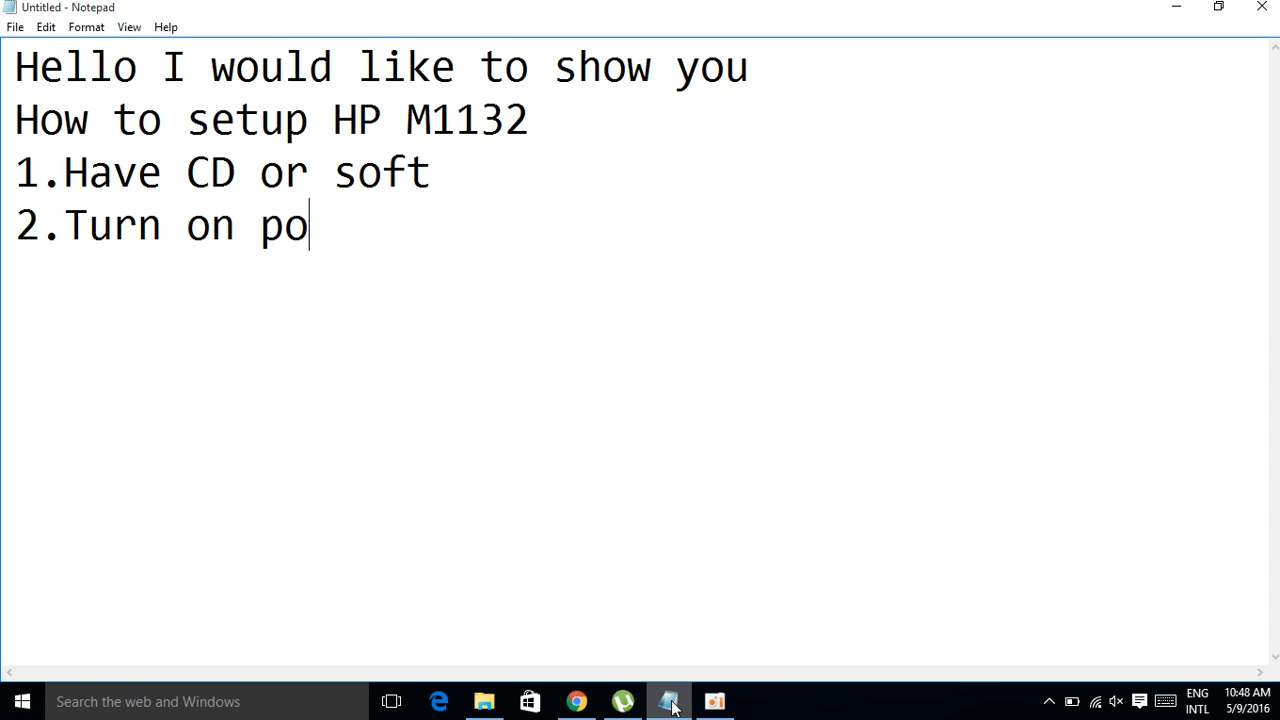 Untitled - Notepad
File Edit Format View Help
Hello I would like to show you
How to setup HP M1132
1.Have CD or soft
2.Turn on po
Search the web and Windows
ENG 10:48 AM
INTL 5/9/2016